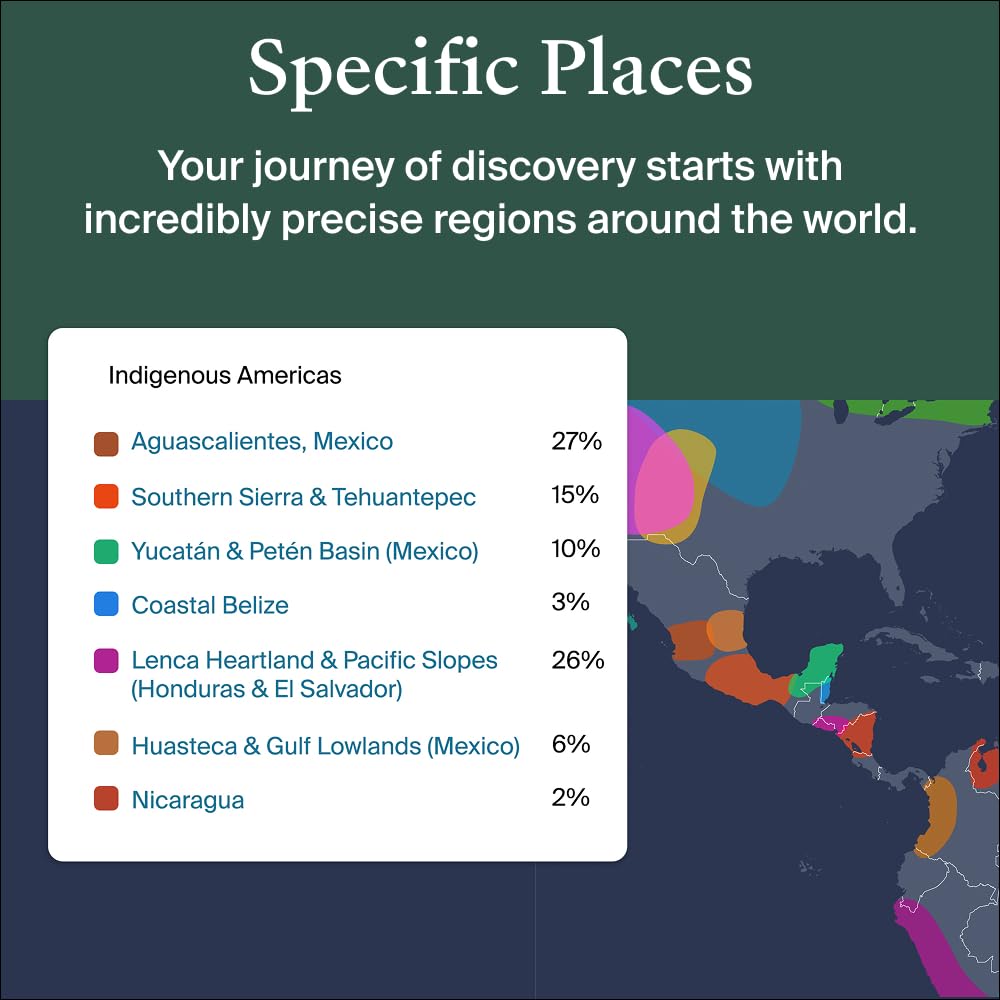 Specific Places
Your journey of discovery starts with
incredibly precise regions around the world.
Indigenous Americas
Aguascalientes, Mexico 27%
Southern Sierra & Tehuantepec 15%
Yucatán & Petén Basin (Mexico) 10%
Coastal Belize 3%
Lenca Heartland & Pacific Slopes 26%
(Honduras & El Salvador)
Huasteca & Gulf Lowlands (Mexico) 6%
Nicaragua 2%